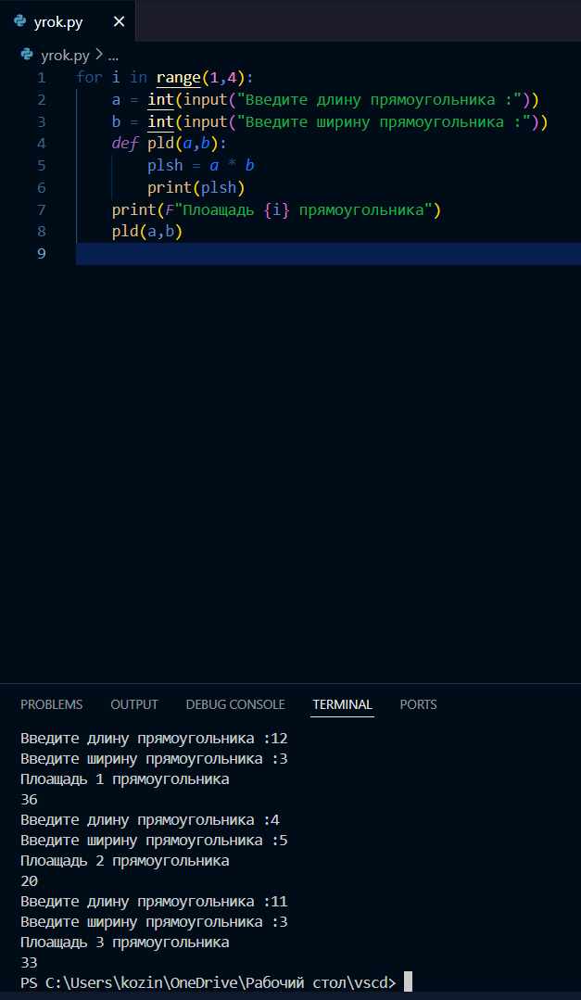 yrok.py ×
yrok.py > ...
1 for i in range(1,4):
2     a = int(input("Введите длину прямоугольника :"))
3     b = int(input("Введите ширину прямоугольника :"))
4     def pld(a,b):
5         plsh = a * b
6         print(plsh)
7     print(F"Плоащадь {i} прямоугольника")
8     pld(a,b)
9
PROBLEMS OUTPUT DEBUG CONSOLE TERMINAL PORTS
Введите длину прямоугольника :12
Введите ширину прямоугольника :3
Плоащадь 1 прямоугольника
36
Введите длину прямоугольника :4
Введите ширину прямоугольника :5
Плоащадь 2 прямоугольника
20
Введите длину прямоугольника :11
Введите ширину прямоугольника :3
Плоащадь 3 прямоугольника
33
PS C:\Users\kozin\OneDrive\Рабочий стол\vscd>